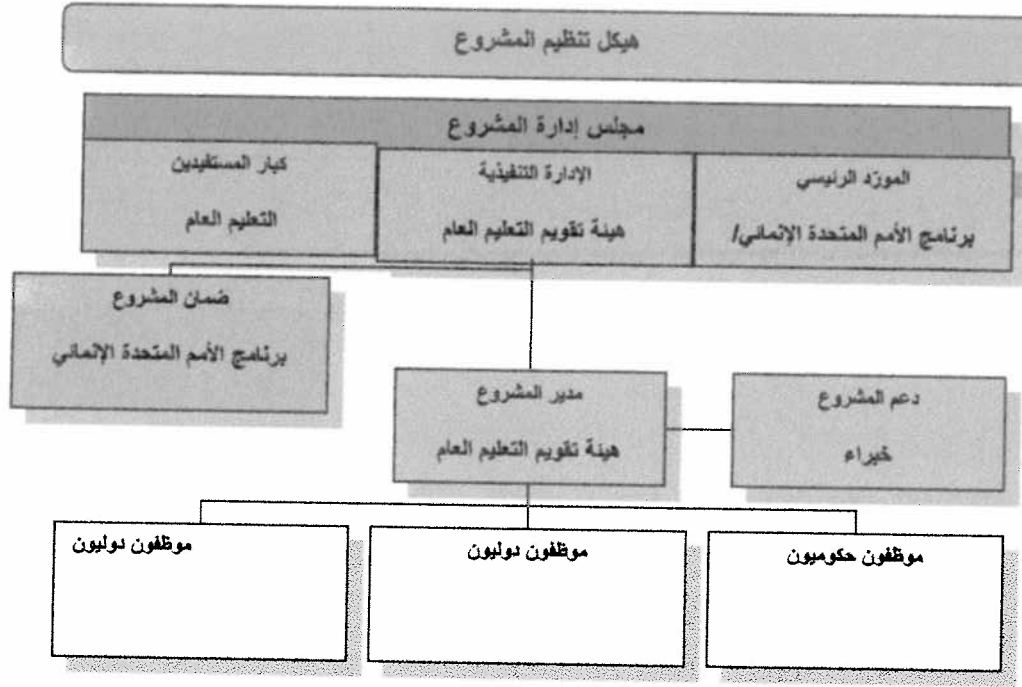 هيكل تنظيم المشروع
مجلس إدارة المشروع
المورّد الرئيسي
برنامج الأمم المتحدة الإنمائي/
الإدارة التنفيذية
هيئة تقويم التعليم العام
كبار المستفيدين
التعليم العام
ضمان المشروع
برنامج الأمم المتحدة الإنمائي
مدير المشروع
هيئة تقويم التعليم العام
دعم المشروع
خبراء
موظفون حكوميون
موظفون دوليون
موظفون دوليون